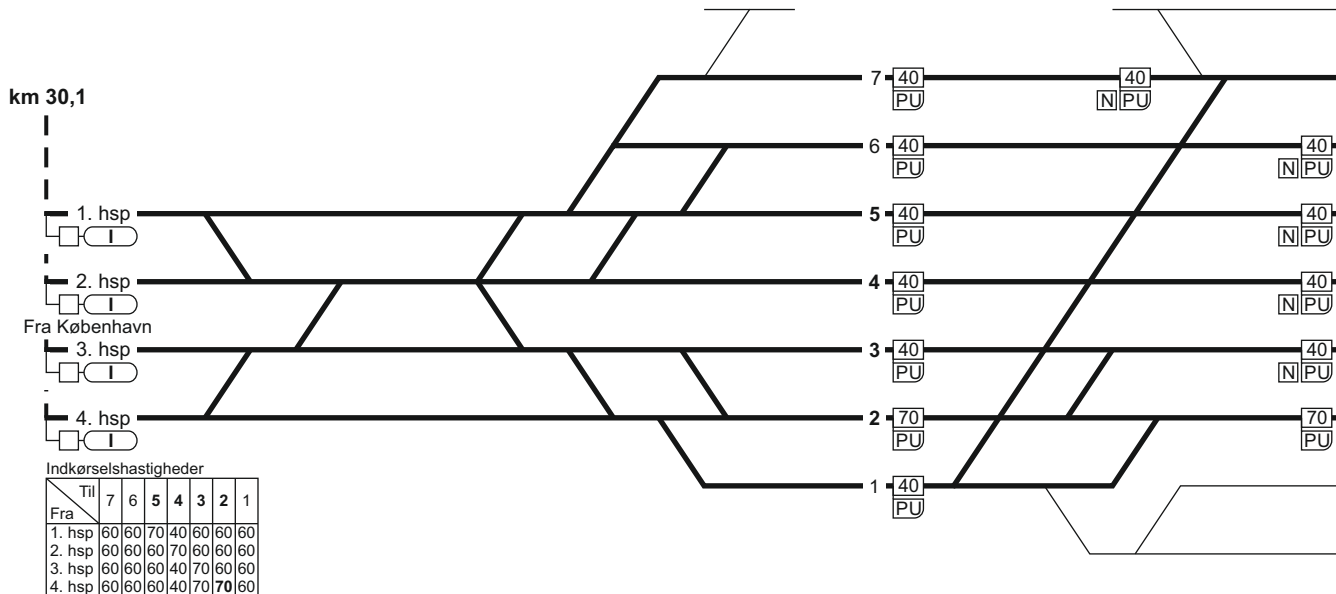 7 40 40
PU N PU
km 30,1
6 40 40
PU N PU
1. hsp 5 40 40
I PU N PU
2. hsp 4 40 40
I PU N PU
Fra København
3. hsp 3 40 40
I PU N PU
4. hsp 2 70 70
I PU PU
Indkørselshastigheder
1 40
PU
Til
Fra 7 6 5 4 3 2 1
1. hsp 60 60 70 40 60 60 60
2. hsp 60 60 60 70 60 60 60
3. hsp 60 60 60 40 70 60 60
4. hsp 60 60 60 40 70 70 60